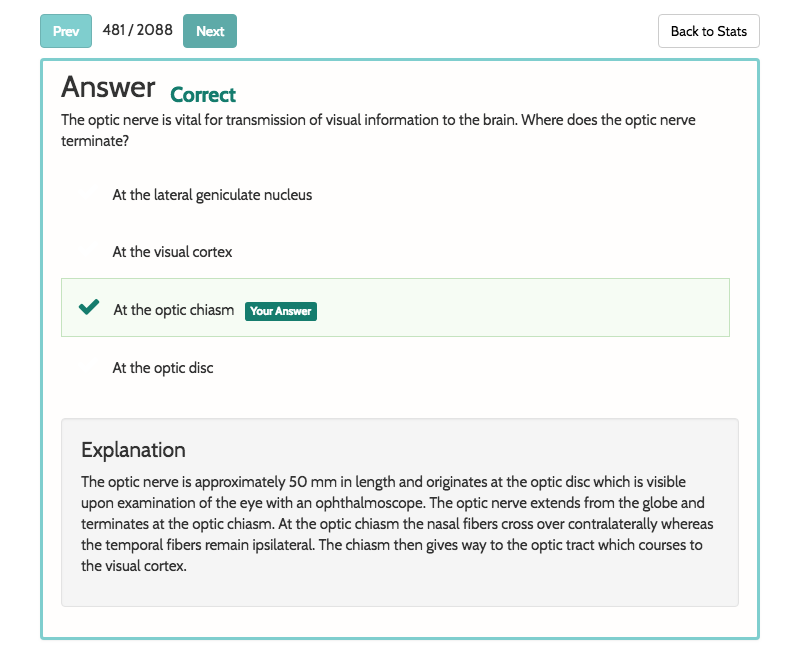 Prev 481 / 2088 Next Back to Stats
Answer Correct
The optic nerve is vital for transmission of visual information to the brain. Where does the optic nerve
terminate?
At the lateral geniculate nucleus
At the visual cortex
At the optic chiasm Your Answer
At the optic disc
Explanation
The optic nerve is approximately 50 mm in length and originates at the optic disc which is visible
upon examination of the eye with an ophthalmoscope. The optic nerve extends from the globe and
terminates at the optic chiasm. At the optic chiasm the nasal fibers cross over contralaterally whereas
the temporal fibers remain ipsilateral. The chiasm then gives way to the optic tract which courses to
the visual cortex.